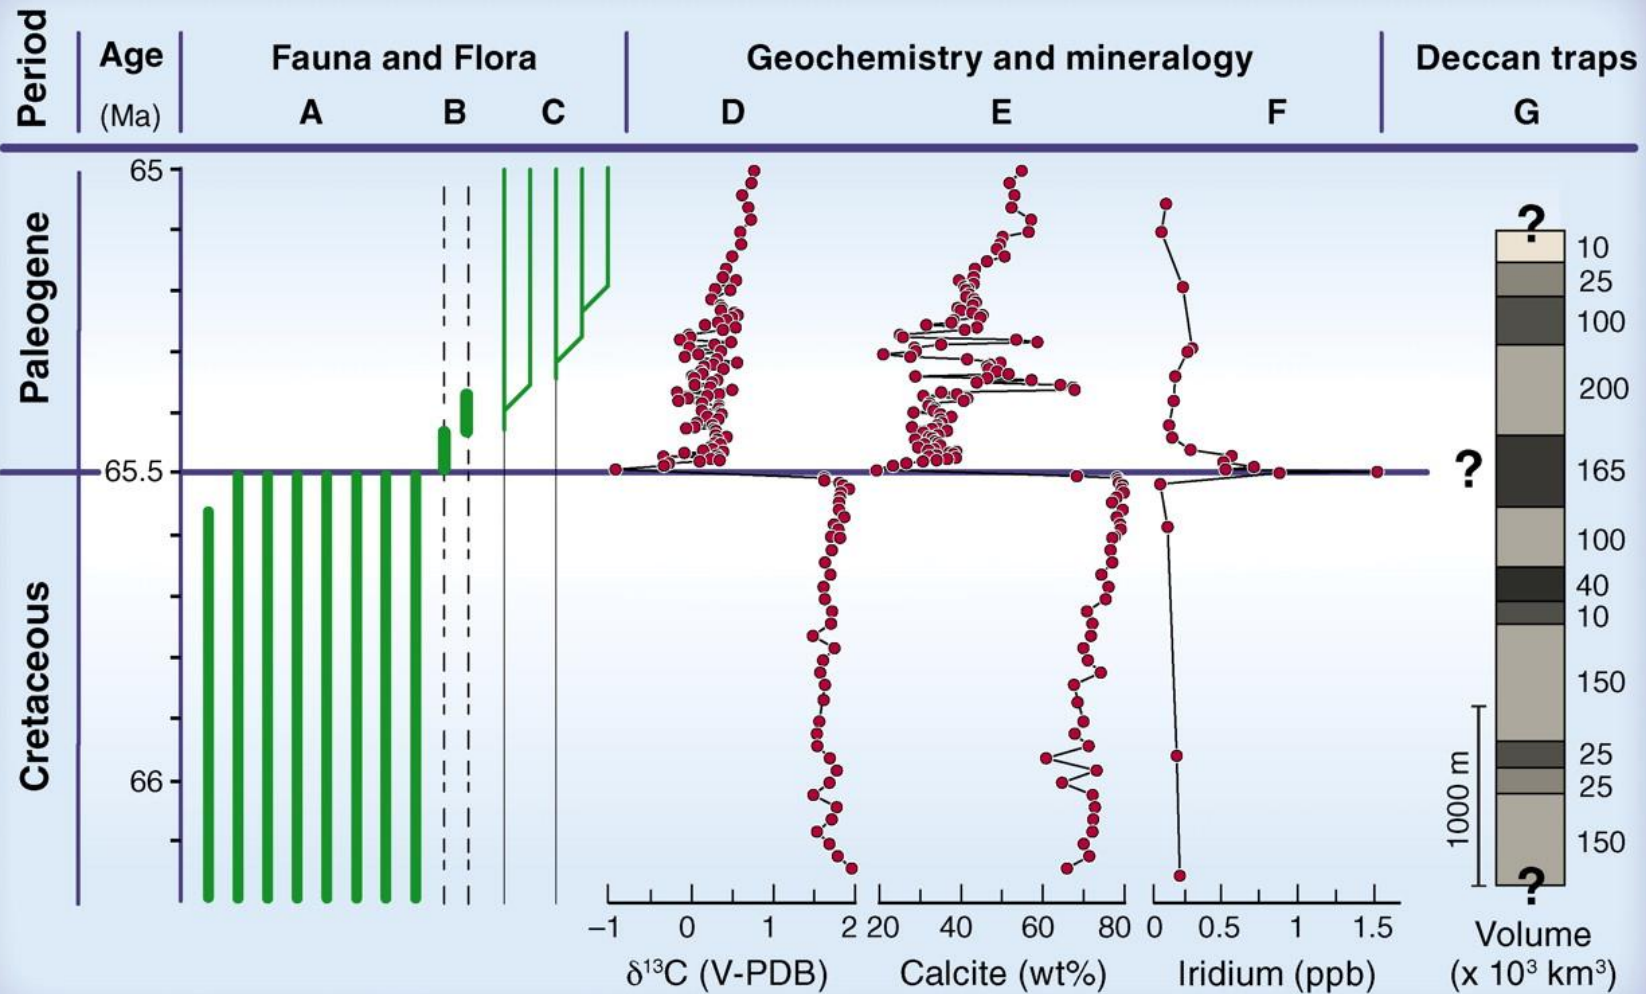 Period
Age
(Ma)
Fauna and Flora
A B C
Geochemistry and mineralogy
D E F
Deccan traps
G
Paleogene
Cretaceous
65
65.5
66
?
10
25
100
200
?
165
100
40
10
150
25
25
150
?
1000 m
–1 0 1 2
δ¹³C (V-PDB)
20 40 60 80
Calcite (wt%)
0 0.5 1 1.5
Iridium (ppb)
Volume
(x 10³ km³)